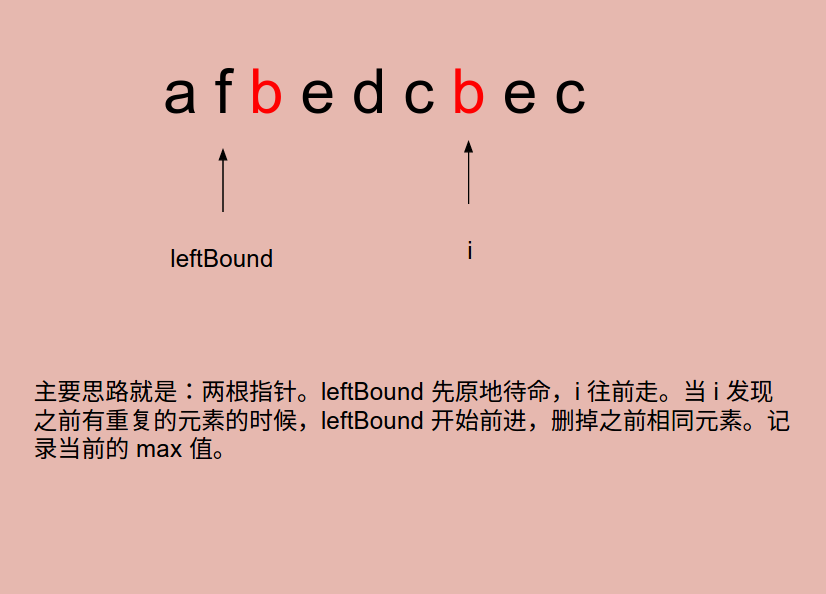 a f b e d c b e c
leftBound
i
主要思路就是：两根指针。leftBound 先原地待命，i 往前走。当 i 发现
之前有重复的元素的时候，leftBound 开始前进，删掉之前相同元素。记
录当前的 max 值。